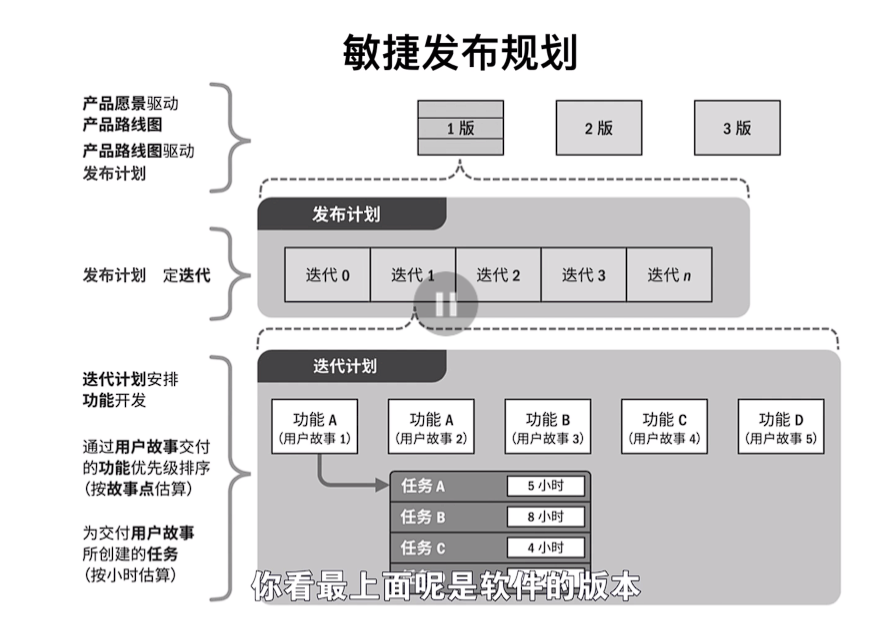 敏捷发布规划
产品愿景驱动
产品路线图
产品路线图驱动
发布计划
1 版
2 版
3 版
发布计划
发布计划 定迭代
迭代 0
迭代 1
迭代 2
迭代 3
迭代 n
迭代计划
迭代计划安排
功能开发
通过用户故事交付
的功能优先级排序
(按故事点估算)
为交付用户故事
所创建的任务
(按小时估算)
功能 A
(用户故事 1)
功能 A
(用户故事 2)
功能 B
(用户故事 3)
功能 C
(用户故事 4)
功能 D
(用户故事 5)
任务 A
5 小时
任务 B
8 小时
任务 C
4 小时
你看最上面呢是软件的版本